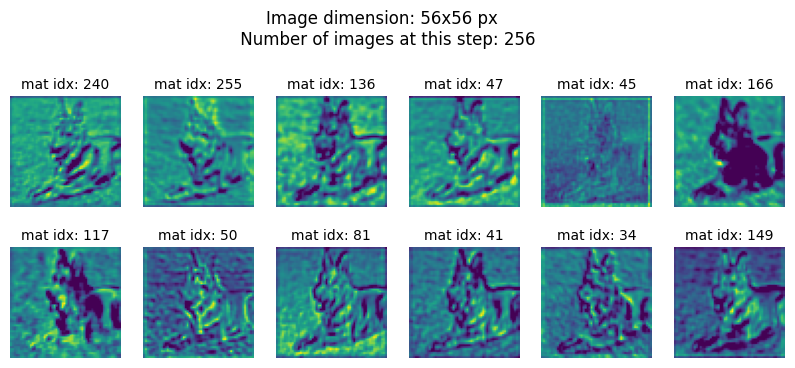 Image dimension: 56x56 px
Number of images at this step: 256
mat idx: 240
mat idx: 255
mat idx: 136
mat idx: 47
mat idx: 45
mat idx: 166
mat idx: 117
mat idx: 50
mat idx: 81
mat idx: 41
mat idx: 34
mat idx: 149